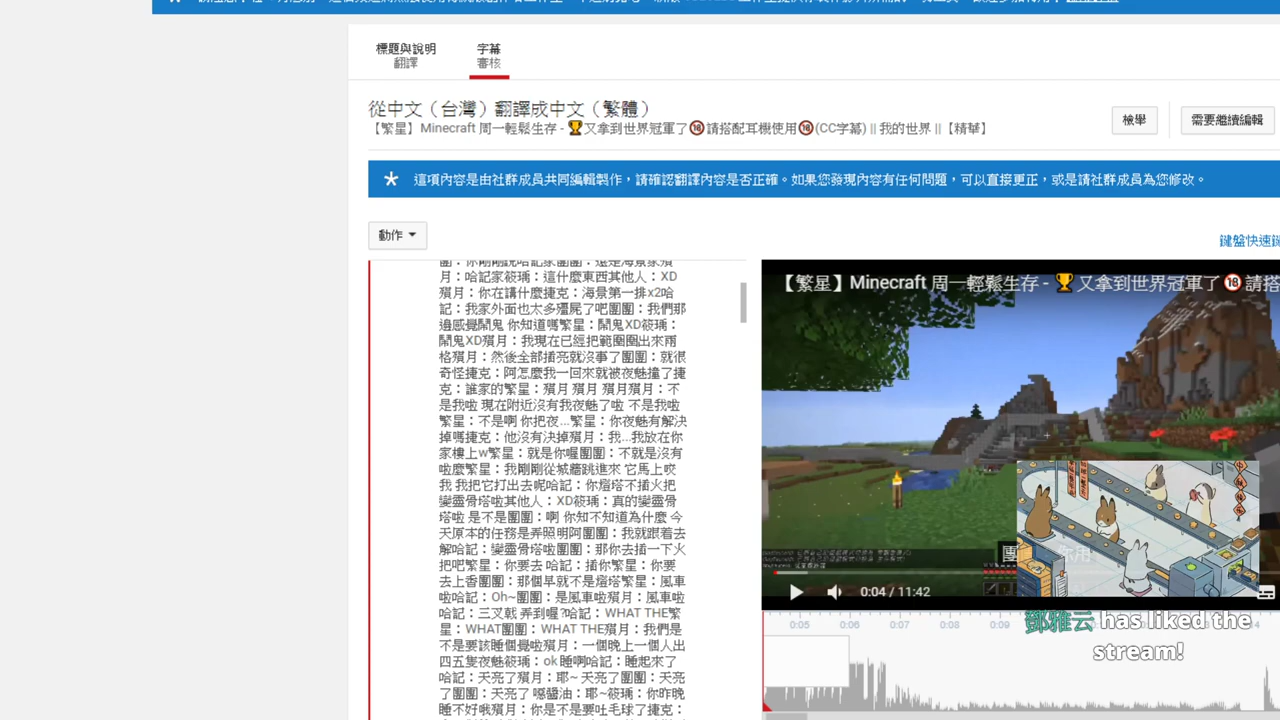 標題與說明
翻譯
字幕
審核
從中文（台灣）翻譯成中文（繁體）
【繁星】Minecraft 周一輕鬆生存 - 🏆又拿到世界冠軍了🔞請搭配耳機使用🔞(CC字幕) || 我的世界 ||【精華】
檢舉
需要繼續編輯
這項內容是由社群成員共同編輯製作，請確認翻譯內容是否正確。如果您發現內容有任何問題，可以直接更正，或是請社群成員為您修改。
動作
鍵盤快速鍵
月：哈記家筱瑀：這什麼東西其他人：XD
殞月：你在講什麼捷克：海景第一排x2哈
記：我家外面也太多殭屍了吧團團：我們那
邊感覺鬧鬼 你知道嗎繁星：鬧鬼XD筱瑀：
鬧鬼XD殞月：我現在已經把範圍圈出來兩
格殞月：然後全部插亮就沒事了團團：就很
奇怪捷克：阿怎麼我一回來就被夜魅撞了捷
克：誰家的繁星：殞月 殞月 殞月殞月：不
是我啦 現在附近沒有我夜魅了啦 不是我啦
繁星：不是啊 你把夜...繁星：你夜魅有解決
掉嗎捷克：他沒有決掉殞月：我...我放在你
家樓上w繁星：就是你喔團團：不就是沒有
啦麼繁星：我剛剛從城牆跳進來 它馬上咬
我 我把它打出去呢哈記：你燈塔不插火把
變靈骨塔啦其他人：XD筱瑀：真的變靈骨
塔啦 是不是團團：啊 你知不知道為什麼 今
天原本的任務是弄照明阿團團：我就跟着去
解哈記：變靈骨塔啦團團：那你去插一下火
把吧繁星：你要去 哈記：插你繁星：你要
去上香團團：那個早就不是燈塔繁星：風車
啦哈記：Oh~團團：是風車啦殞月：風車啦
哈記：三叉戟 弄到喔?哈記：WHAT THE繁
星：WHAT團團：WHAT THE殞月：我們是
不是要該睡個覺啦殞月：一個晚上一個人出
四五隻夜魅筱瑀：ok 睡啊哈記：睡起來了
哈記：天亮了殞月：耶~ 天亮了團團：天亮
了團團：天亮了 噁醬油：耶~筱瑀：你昨晚
睡不好哦殞月：你是不是要吐毛球了捷克：
【繁星】Minecraft 周一輕鬆生存 - 🏆又拿到世界冠軍了🔞請搭
0:04 / 11:42
0:05 0:06 0:07 0:08 0:09
鄧雅云 has liked the
stream!